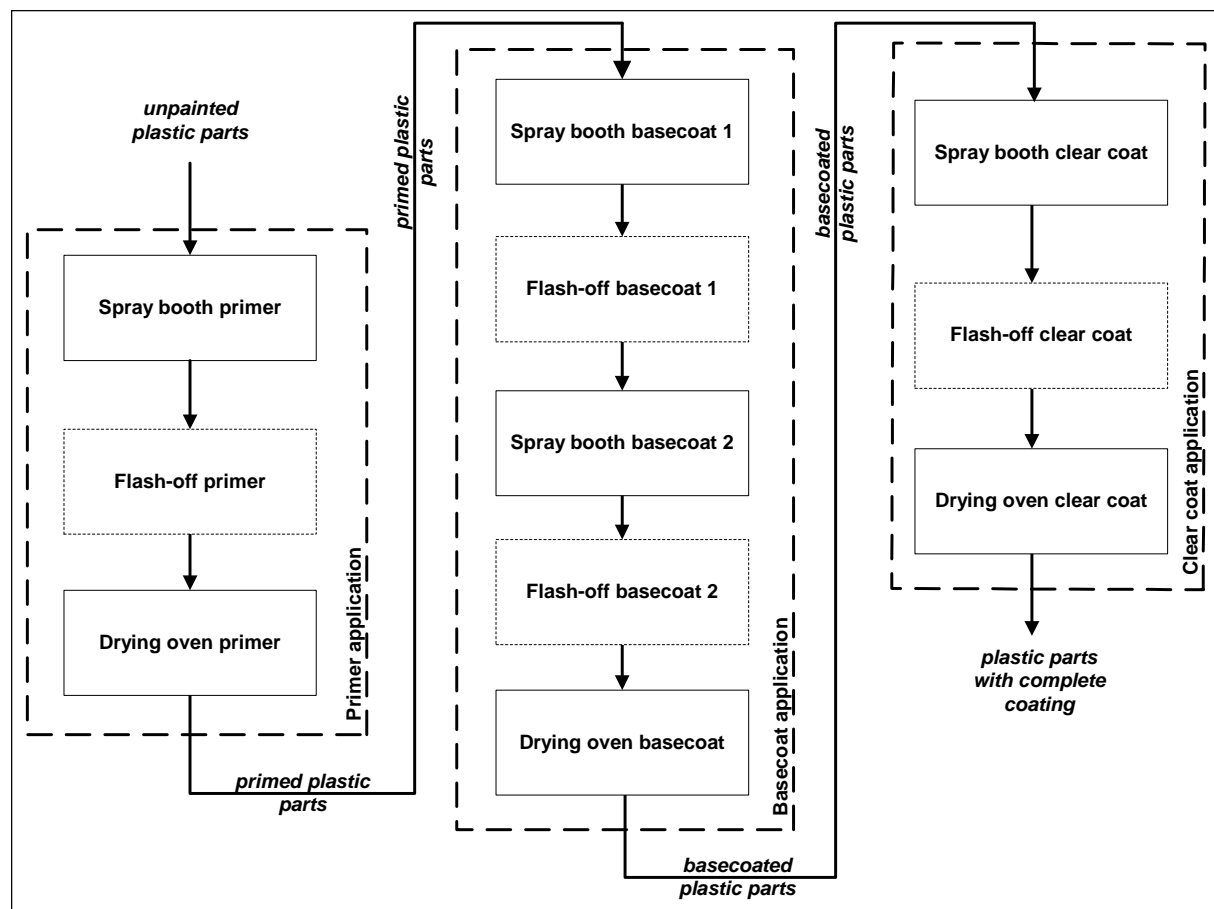 unpainted
plastic parts
Spray booth primer
Flash-off primer
Drying oven primer
Primer application
primed plastic
parts
primed plastic
parts
Spray booth basecoat 1
Flash-off basecoat 1
Spray booth basecoat 2
Flash-off basecoat 2
Drying oven basecoat
Basecoat application
basecoated
plastic parts
basecoated
plastic parts
Spray booth clear coat
Flash-off clear coat
Drying oven clear coat
Clear coat application
plastic parts
with complete
coating